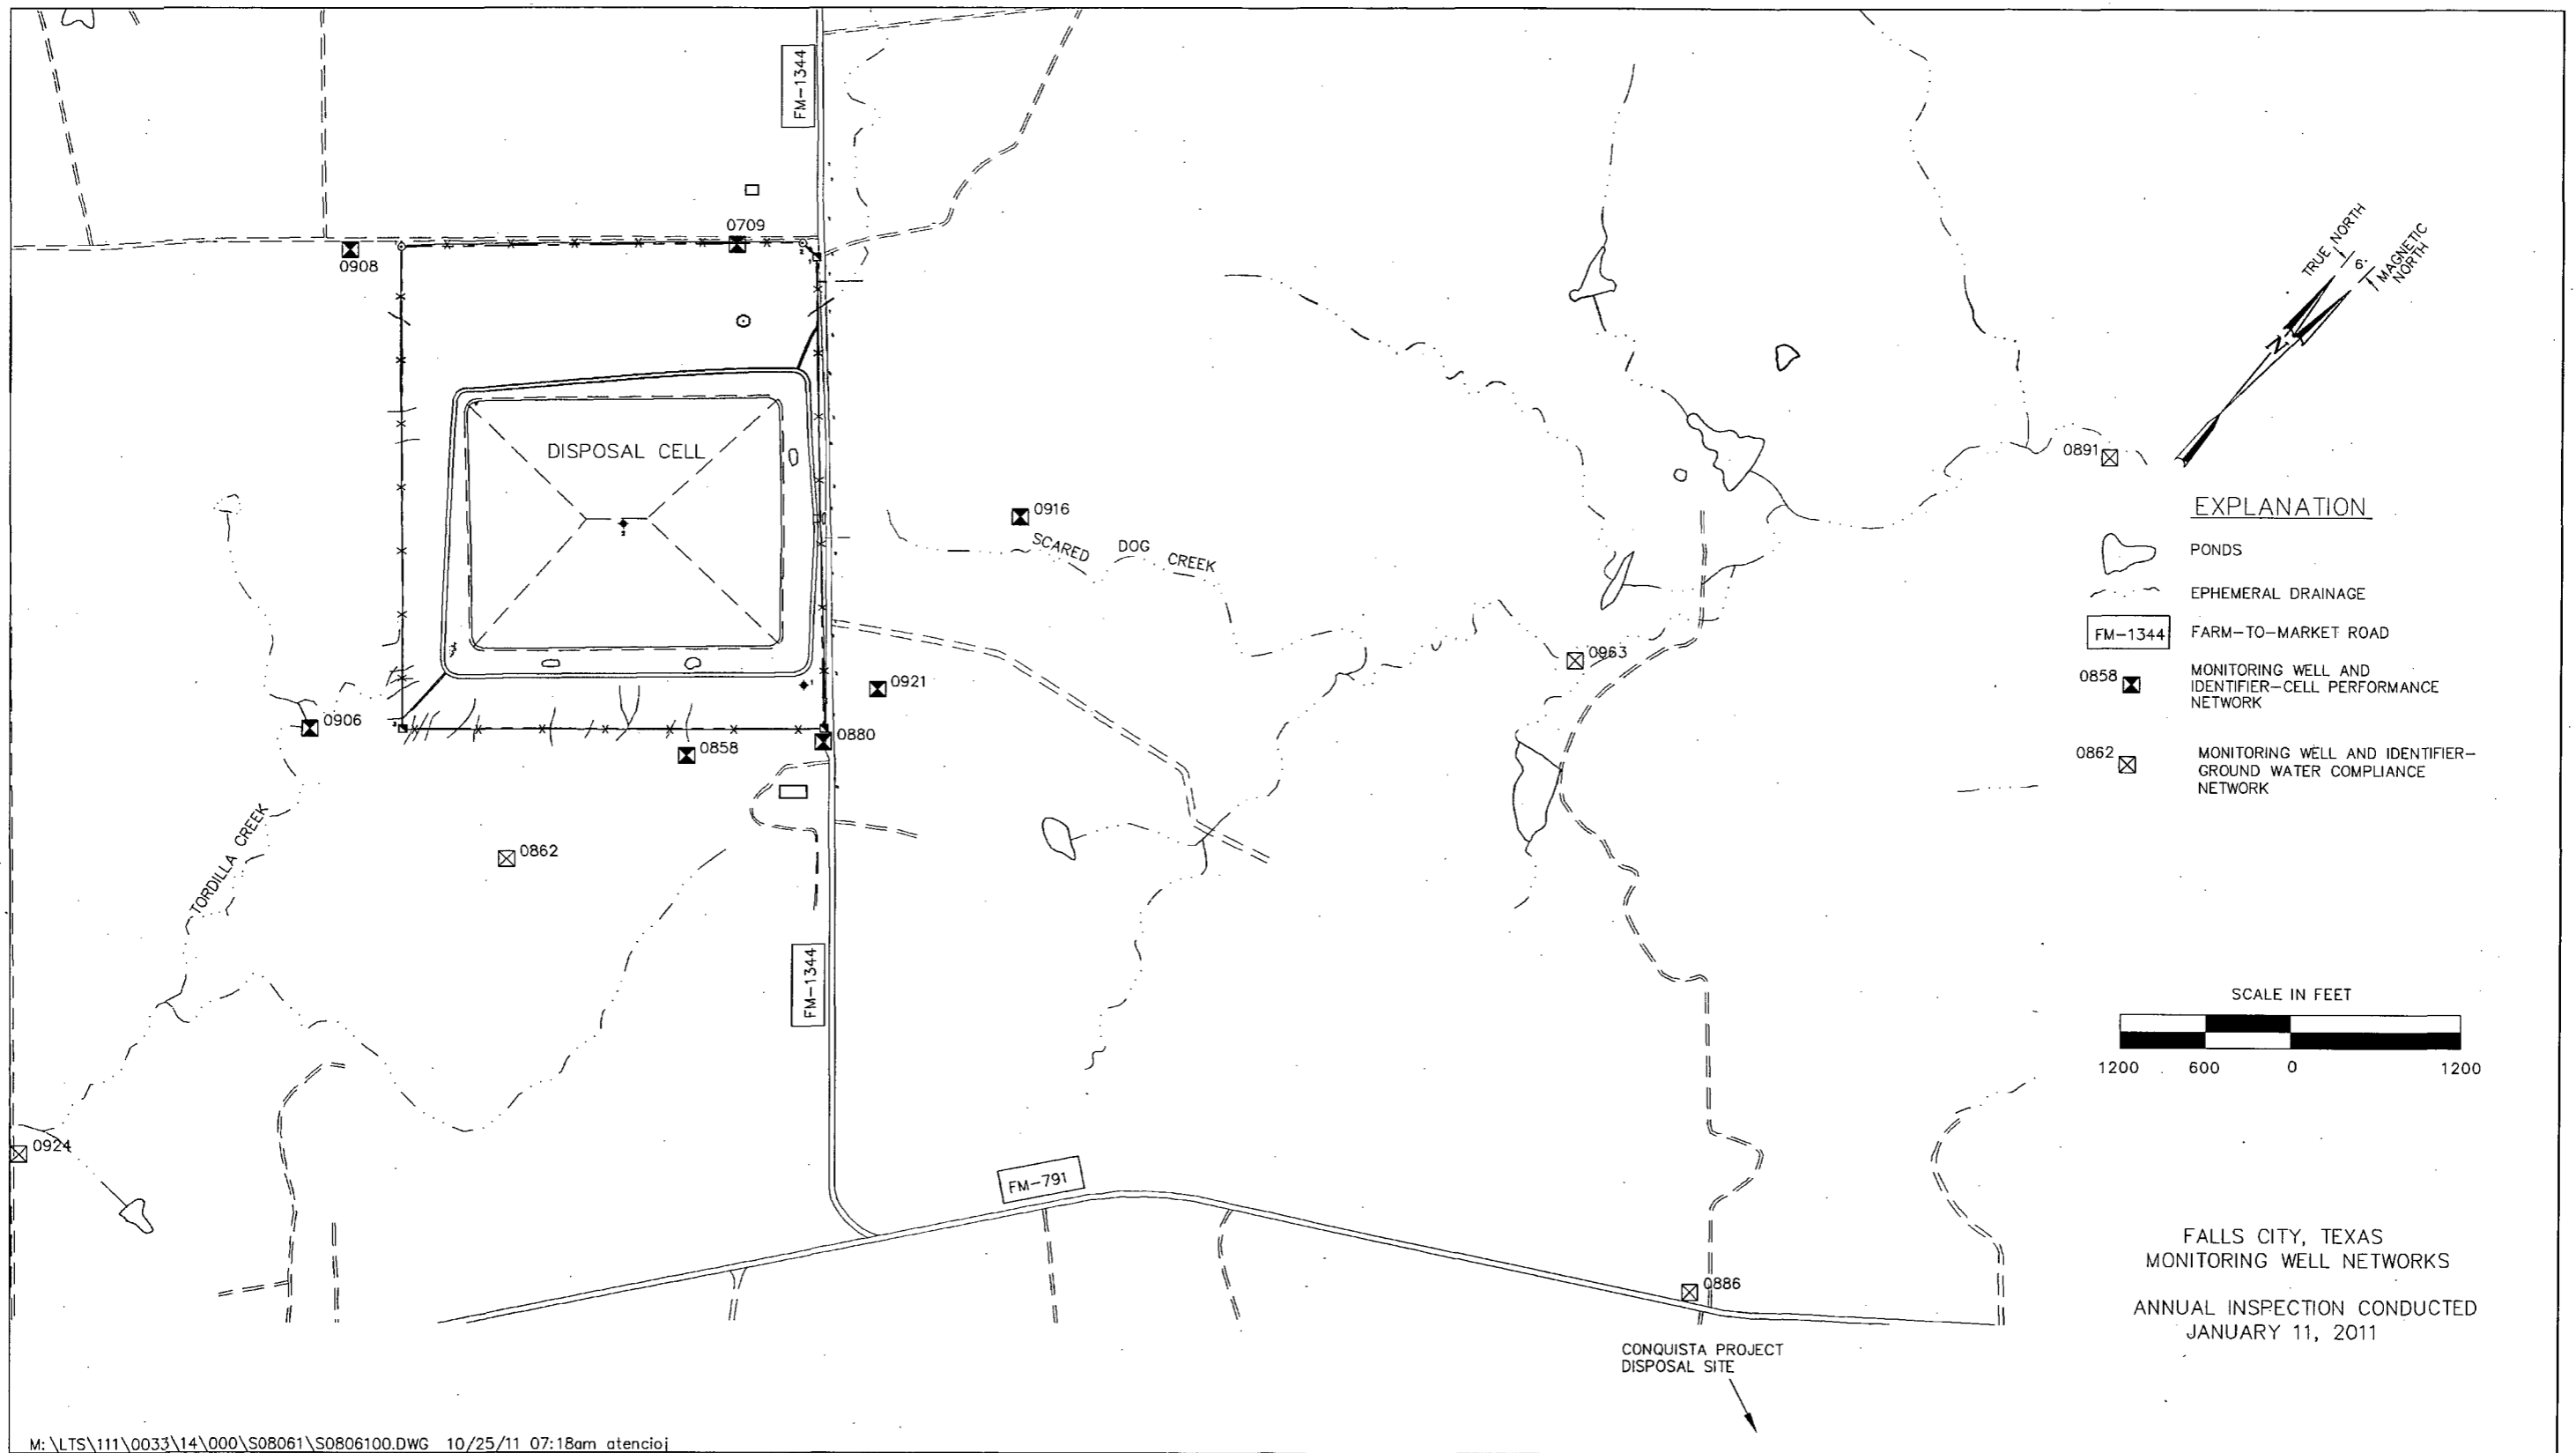 FM-1344
0709
0908
TRUE NORTH
6°
MAGNETIC
NORTH
N
DISPOSAL CELL
0891
0916
SCARED DOG CREEK
EXPLANATION
PONDS
EPHEMERAL DRAINAGE
FM-1344 FARM-TO-MARKET ROAD
0858 MONITORING WELL AND
IDENTIFIER-CELL PERFORMANCE
NETWORK
0862 MONITORING WELL AND IDENTIFIER-
GROUND WATER COMPLIANCE
NETWORK
0963
0921
0906
0880
0858
0862
TORDILLA CREEK
FM-1344
SCALE IN FEET
1200 600 0 1200
0924
FM-791
0886
FALLS CITY, TEXAS
MONITORING WELL NETWORKS
ANNUAL INSPECTION CONDUCTED
JANUARY 11, 2011
CONQUISTA PROJECT
DISPOSAL SITE
M:\LTS\111\0033\14\000\S08061\S0806100.DWG 10/25/11 07:18am atencioj